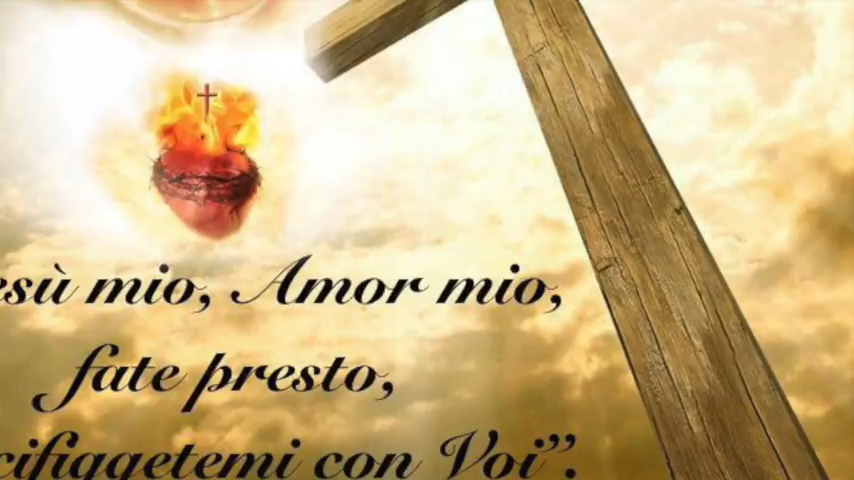 esù mio, Amor mio,
fate presto,
cifiggetemi con Voi”.